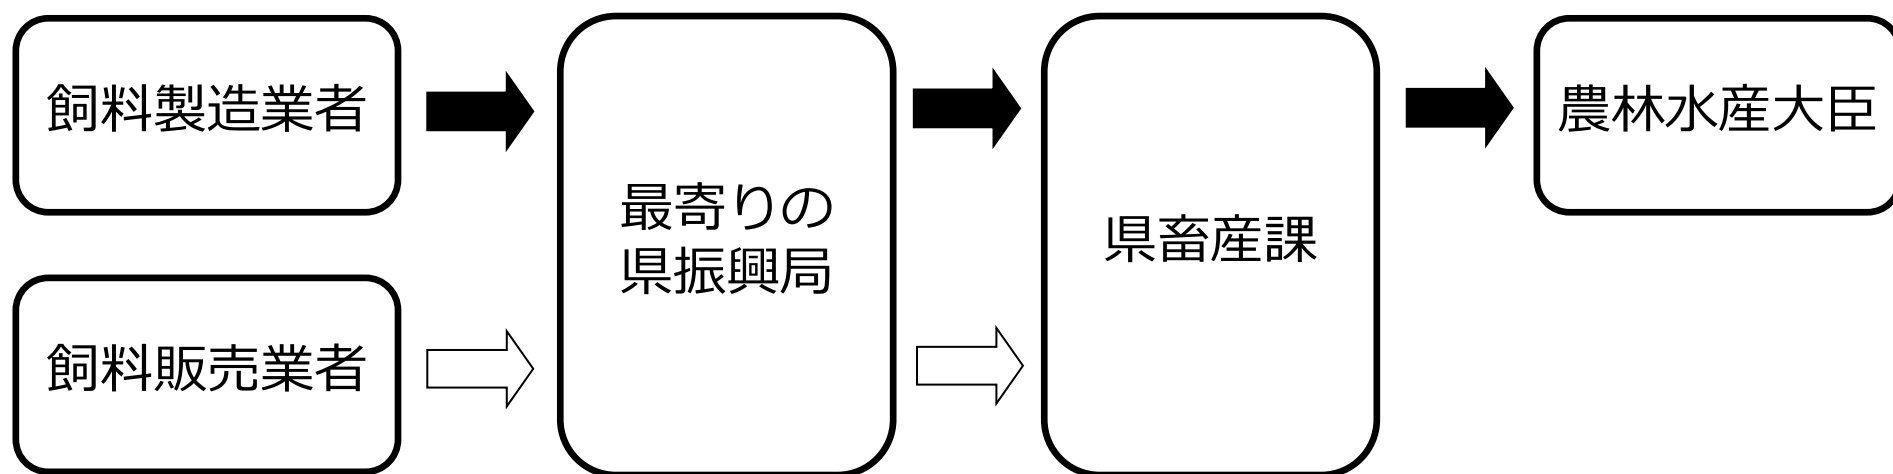 飼料製造業者
飼料販売業者
最寄りの
県振興局
県畜産課
農林水産大臣